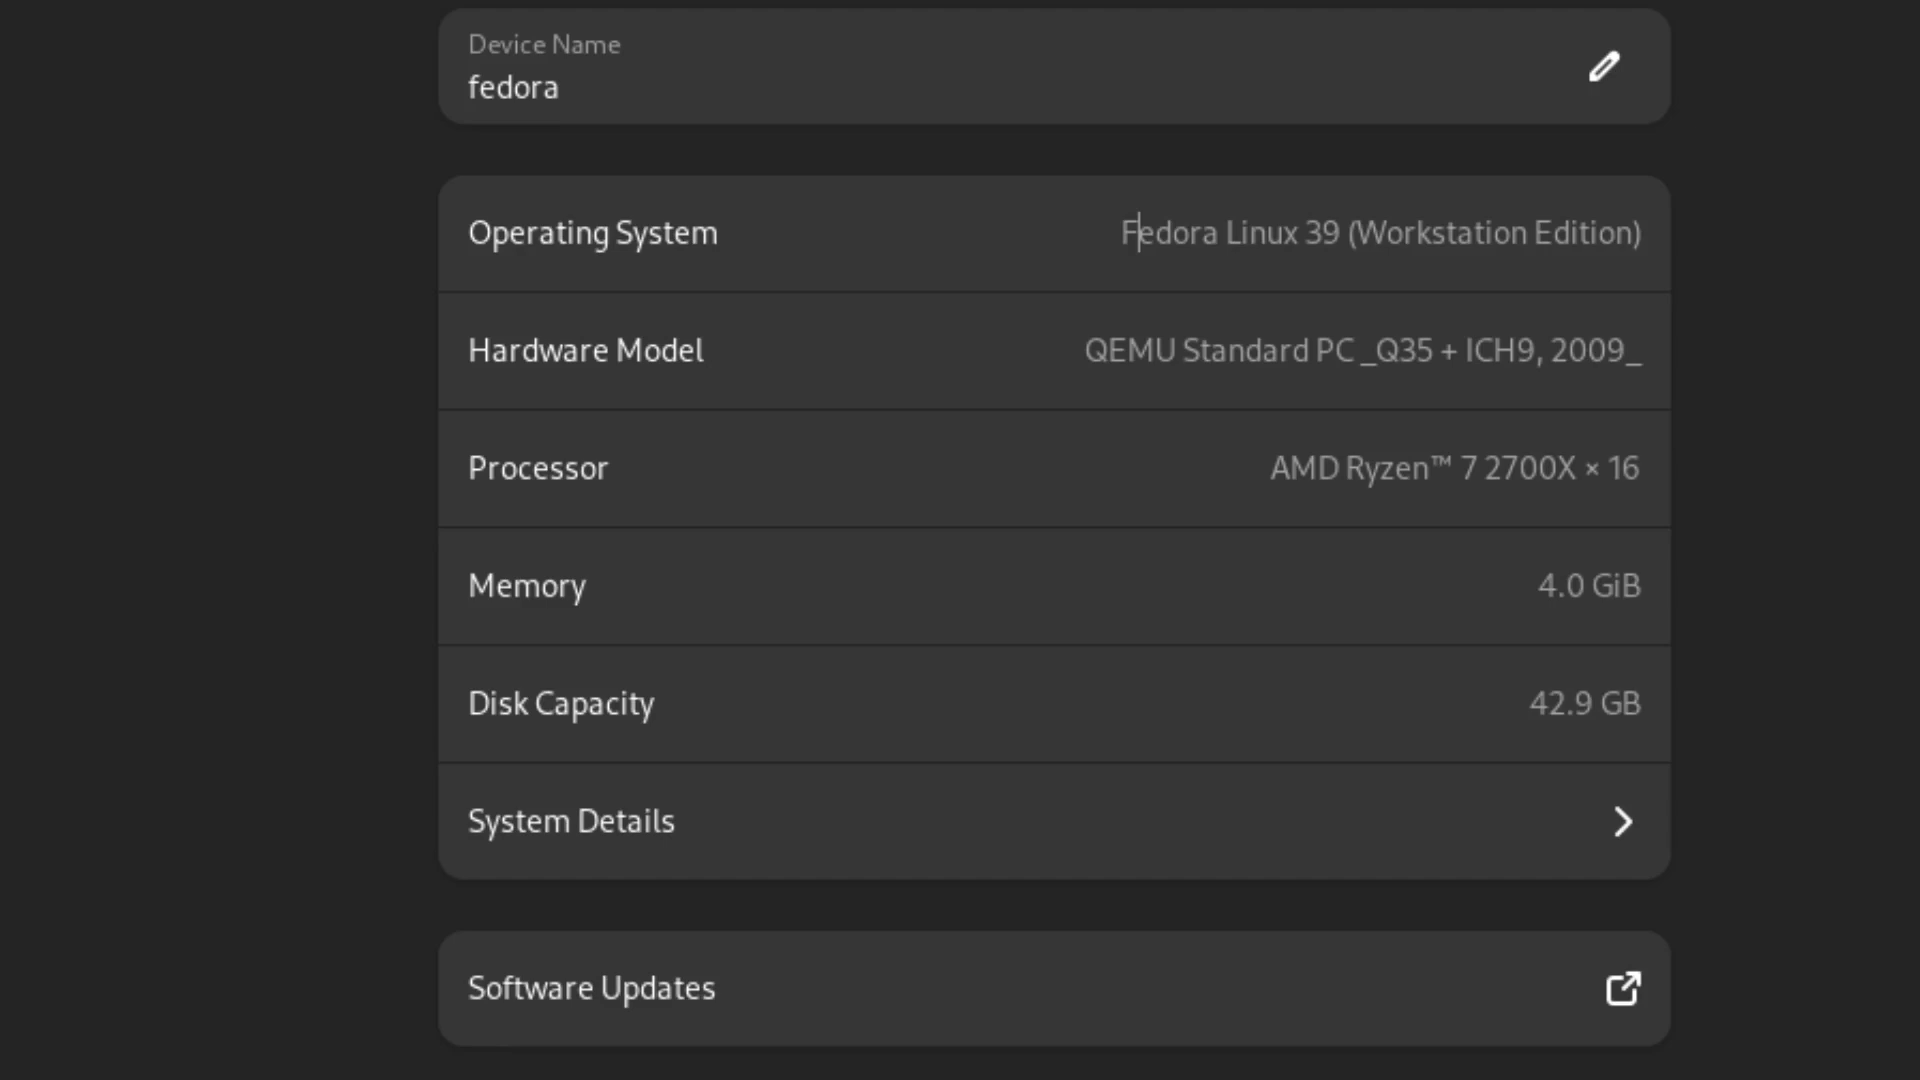 Device Name
fedora
Operating System
Fedora Linux 39 (Workstation Edition)
Hardware Model
QEMU Standard PC _Q35 + ICH9, 2009_
Processor
AMD Ryzen™ 7 2700X × 16
Memory
4.0 GiB
Disk Capacity
42.9 GB
System Details
Software Updates